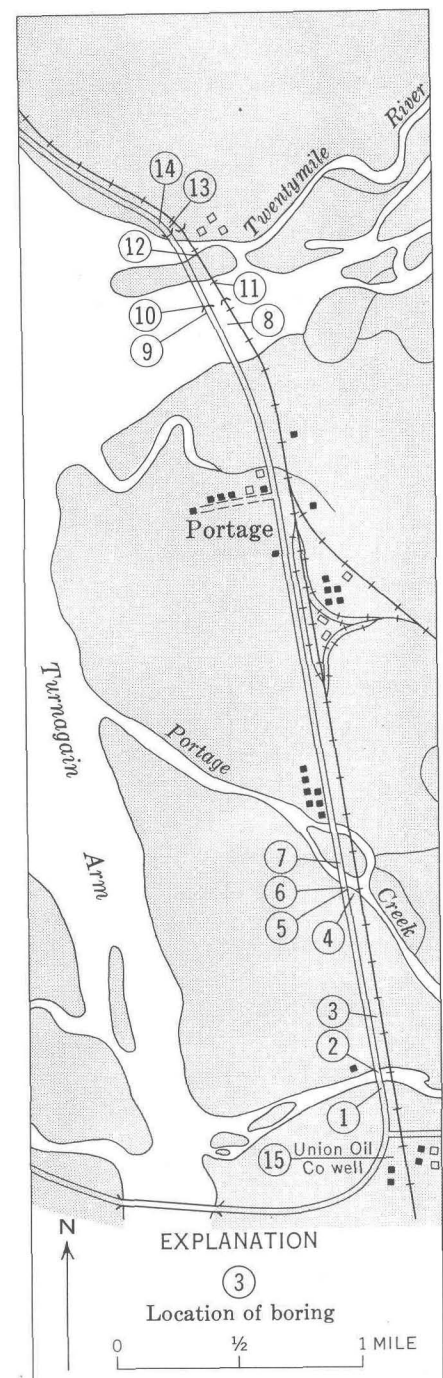 River
Twentymile
14
13
12
11
10
8
9
Portage
Turnagain
Arm
Portage
Creek
7
6
5
4
3
2
1
15
Union Oil
Co well
N
EXPLANATION
3
Location of boring
0 ½ 1 MILE